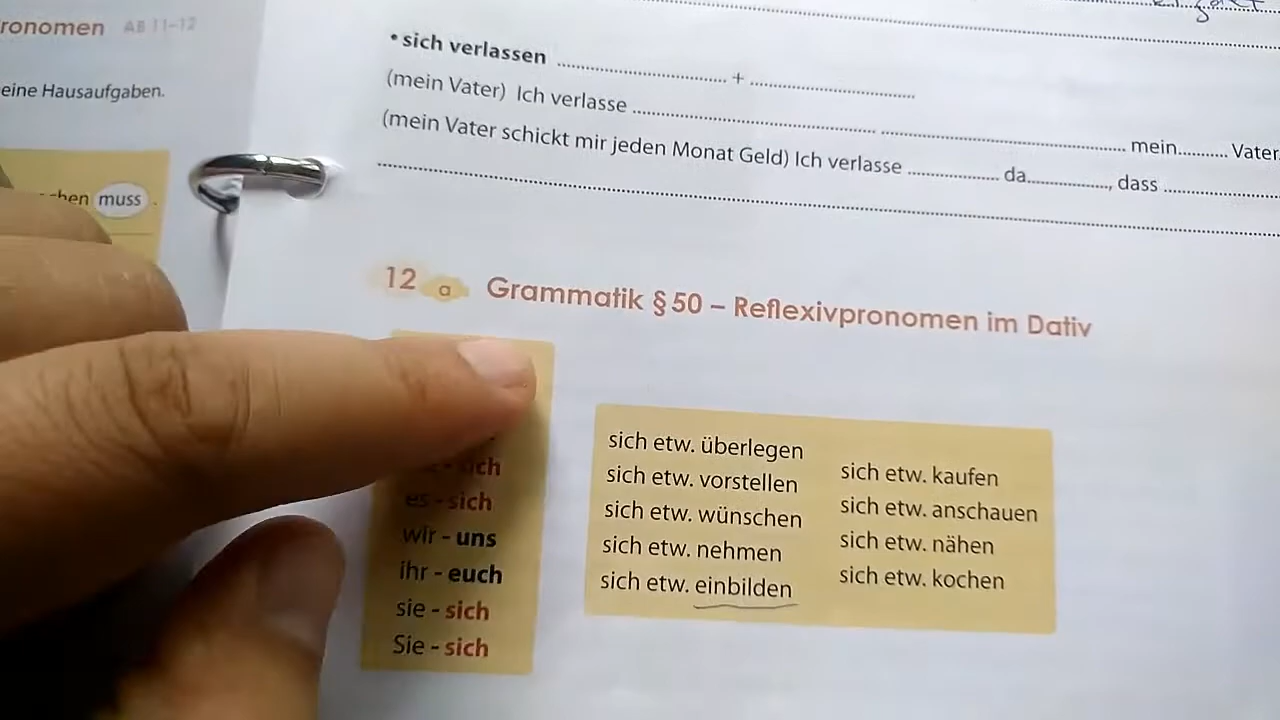 ronomen AB 11-12
eine Hausaufgaben.
muss .
• sich verlassen ........ + ........
(mein Vater) Ich verlasse ........ ........ mein........ Vater
(mein Vater schickt mir jeden Monat Geld) Ich verlasse ........ da........, dass ........
12 a Grammatik § 50 – Reflexivpronomen im Dativ
sich
es - sich
wir - uns
ihr - euch
sie - sich
Sie - sich
sich etw. überlegen
sich etw. vorstellen
sich etw. wünschen
sich etw. nehmen
sich etw. einbilden
sich etw. kaufen
sich etw. anschauen
sich etw. nähen
sich etw. kochen